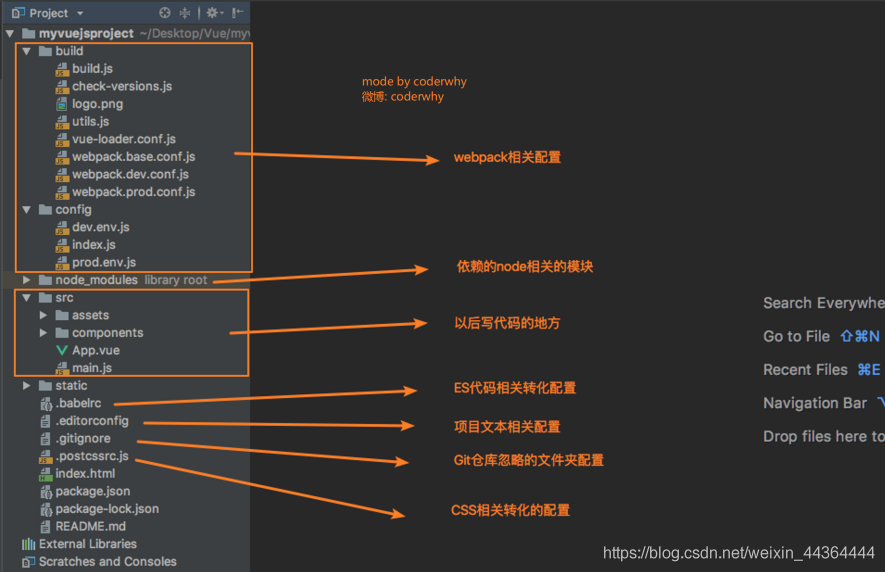 Project
myvuejsproject ~/Desktop/Vue/my
build
build.js
check-versions.js
logo.png
utils.js
vue-loader.conf.js
webpack.base.conf.js
webpack.dev.conf.js
webpack.prod.conf.js
config
dev.env.js
index.js
prod.env.js
node_modules library root
src
assets
components
App.vue
main.js
static
.babelrc
.editorconfig
.gitignore
.postcssrc.js
index.html
package.json
package-lock.json
README.md
External Libraries
Scratches and Consoles
mode by coderwhy
微博: coderwhy
webpack相关配置
依赖的node相关的模块
以后写代码的地方
ES代码相关转化配置
项目文本相关配置
Git仓库忽略的文件夹配置
CSS相关转化的配置
Search Everywhe
Go to File ⇧⌘N
Recent Files ⌘E
Navigation Bar
Drop files here to
https://blog.csdn.net/weixin_44364444